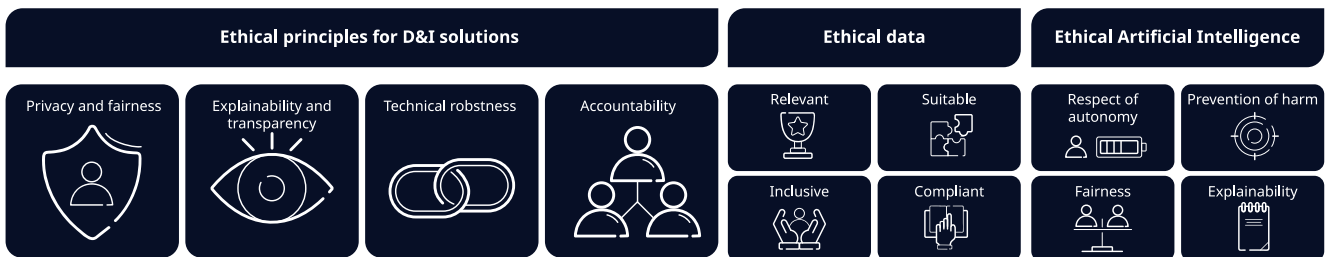 Ethical principles for D&I solutions
Ethical data
Ethical Artificial Intelligence
Privacy and fairness
Explainability and
transparency
Technical robstness
Accountability
Relevant
Suitable
Inclusive
Compliant
Respect of
autonomy
Prevention of harm
Fairness
Explainability